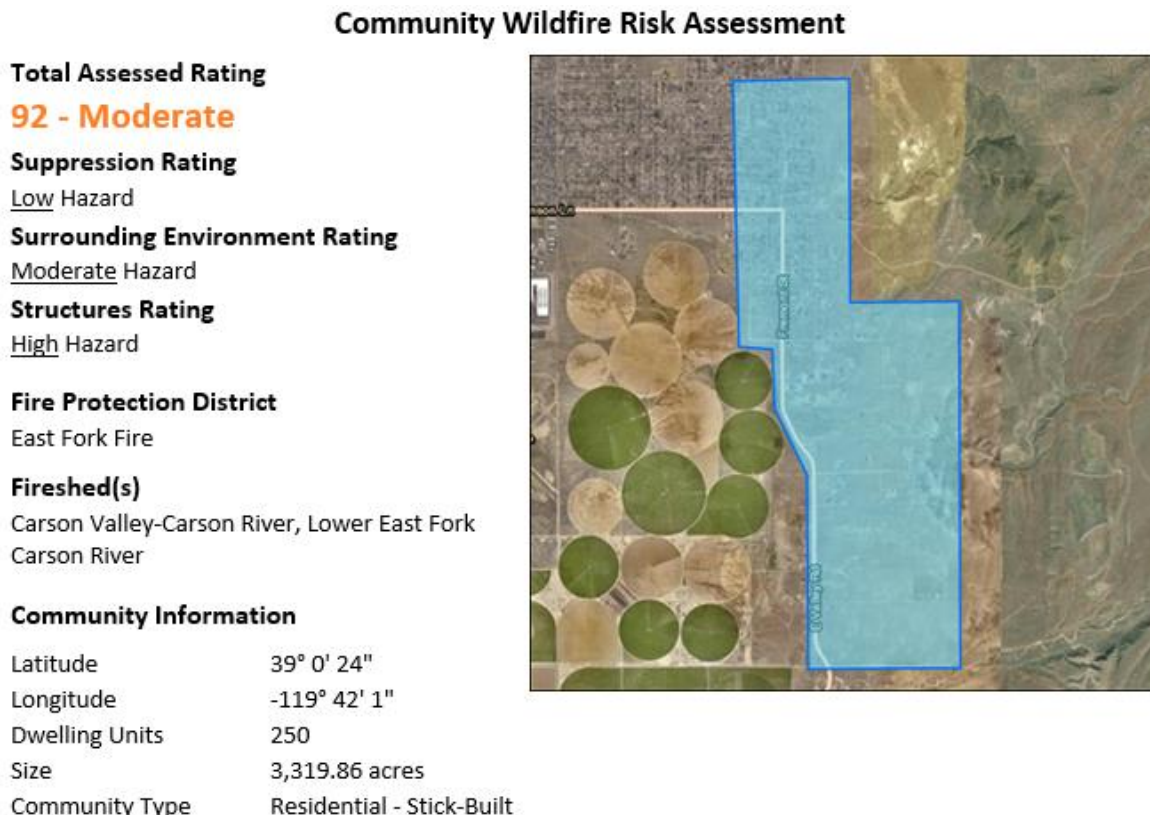 Community Wildfire Risk Assessment
Total Assessed Rating
92 - Moderate
Suppression Rating
Low Hazard
Surrounding Environment Rating
Moderate Hazard
Structures Rating
High Hazard
Fire Protection District
East Fork Fire
Fireshed(s)
Carson Valley-Carson River, Lower East Fork
Carson River
Community Information
Latitude 39° 0' 24"
Longitude -119° 42' 1"
Dwelling Units 250
Size 3,319.86 acres
Community Type Residential - Stick-Built